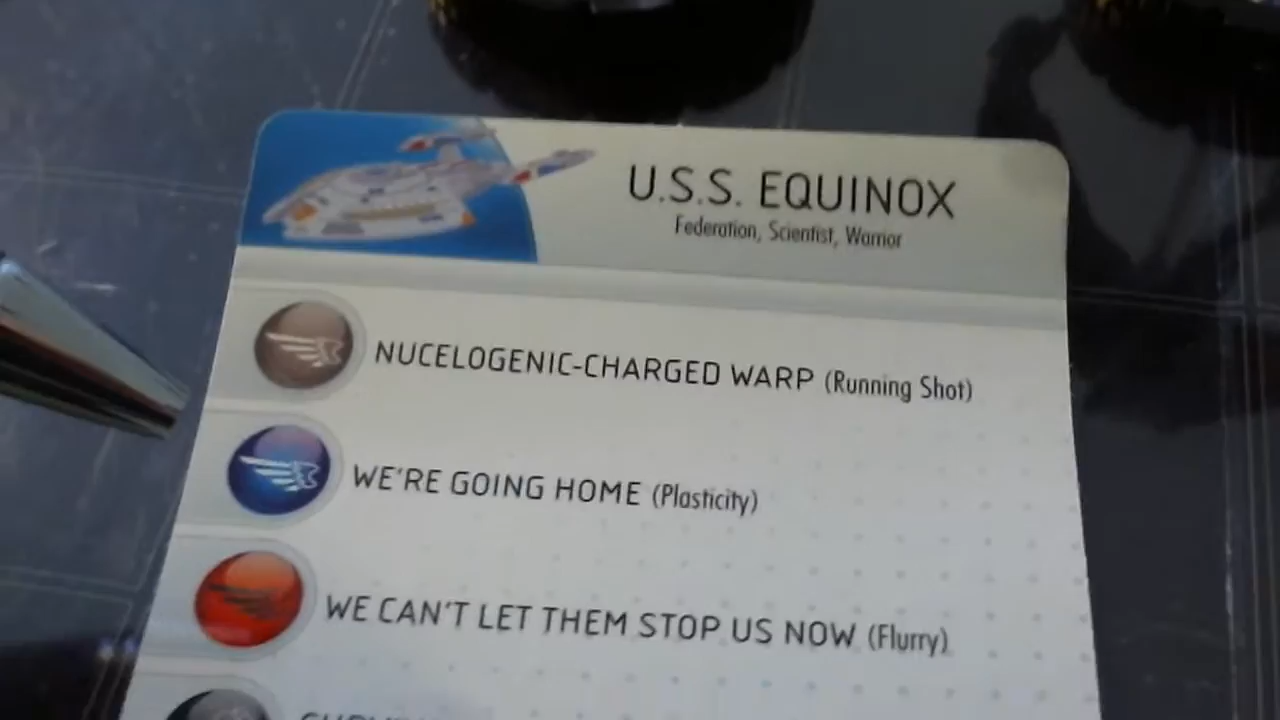 U.S.S. EQUINOX
Federation, Scientist, Warrior
NUCELOGENIC-CHARGED WARP (Running Shot)
WE'RE GOING HOME (Plasticity)
WE CAN'T LET THEM STOP US NOW (Flurry)